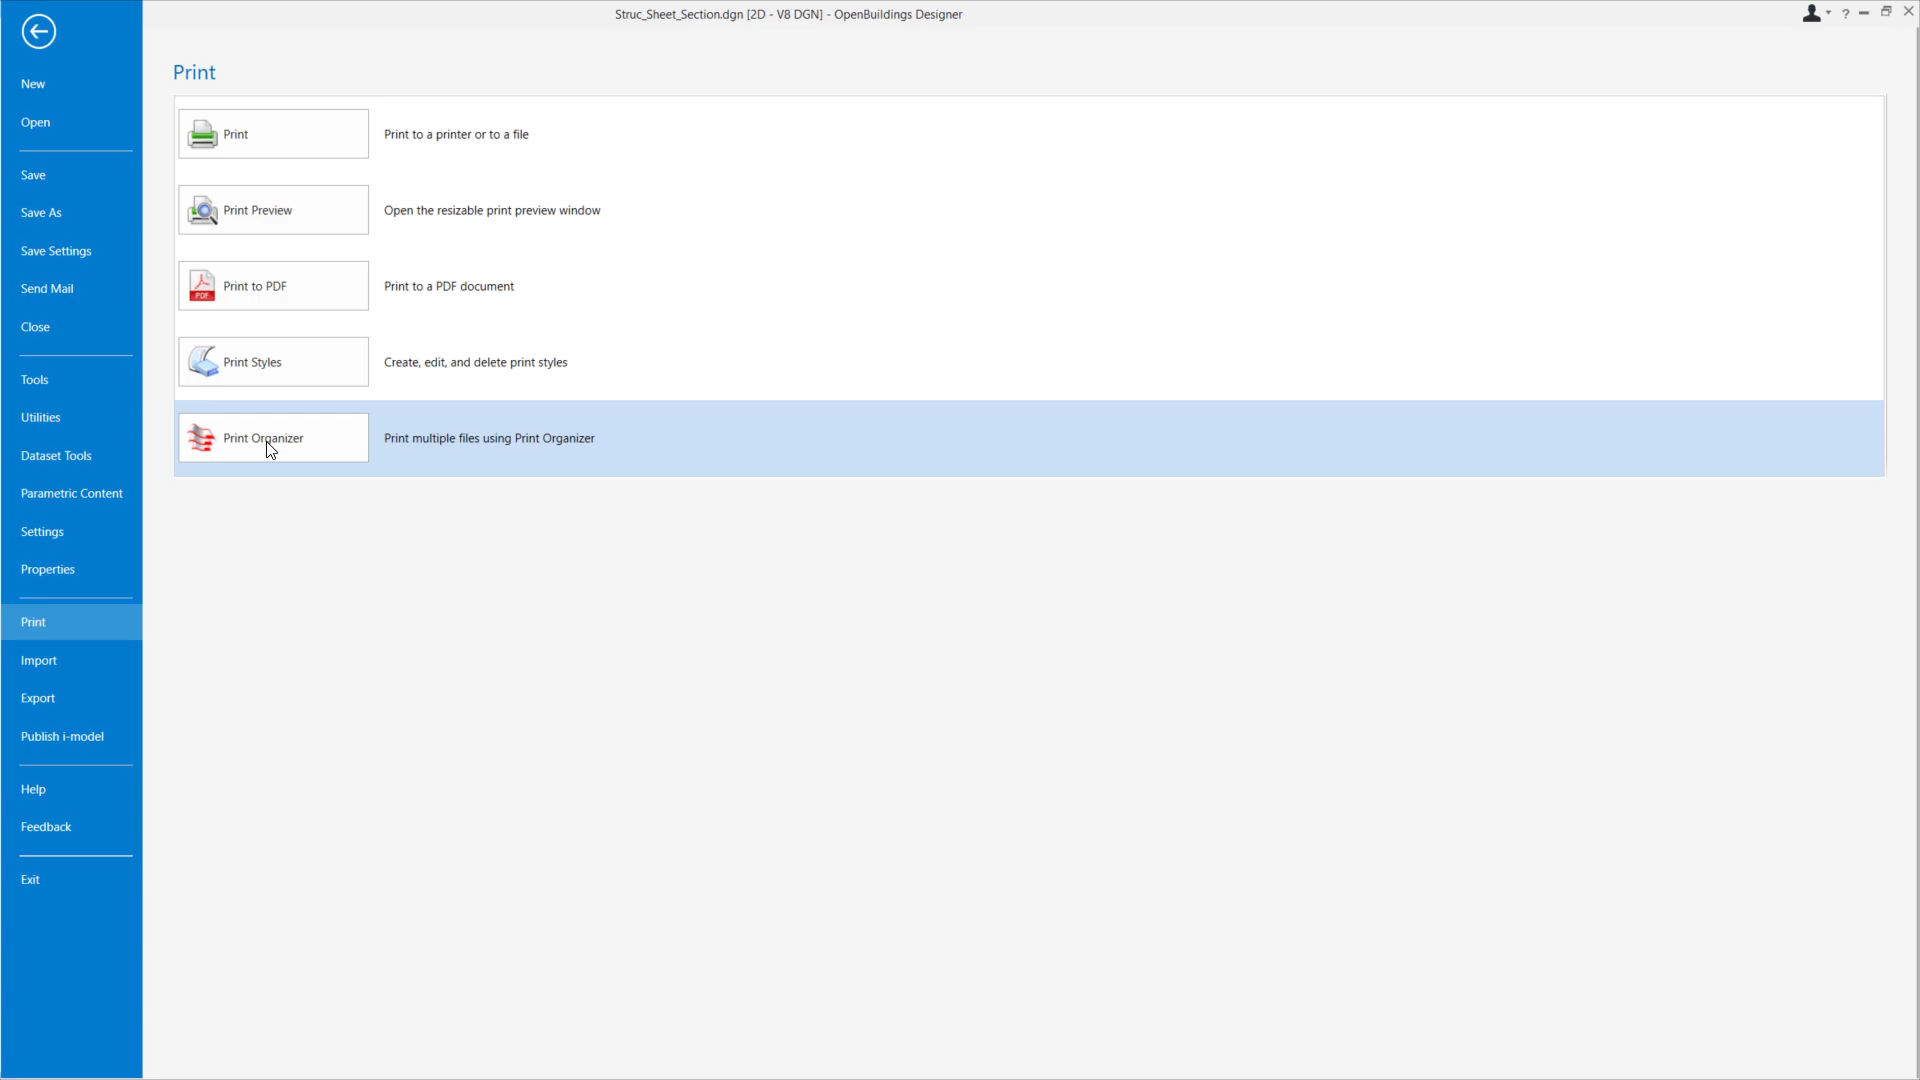 Struc_Sheet_Section.dgn [2D - V8 DGN] - OpenBuildings Designer
?
New
Open
Save
Save As
Save Settings
Send Mail
Close
Tools
Utilities
Dataset Tools
Parametric Content
Settings
Properties
Print
Import
Export
Publish i-model
Help
Feedback
Exit
Print
Print Print to a printer or to a file
Print Preview Open the resizable print preview window
PDF Print to PDF Print to a PDF document
Print Styles Create, edit, and delete print styles
Print Organizer Print multiple files using Print Organizer